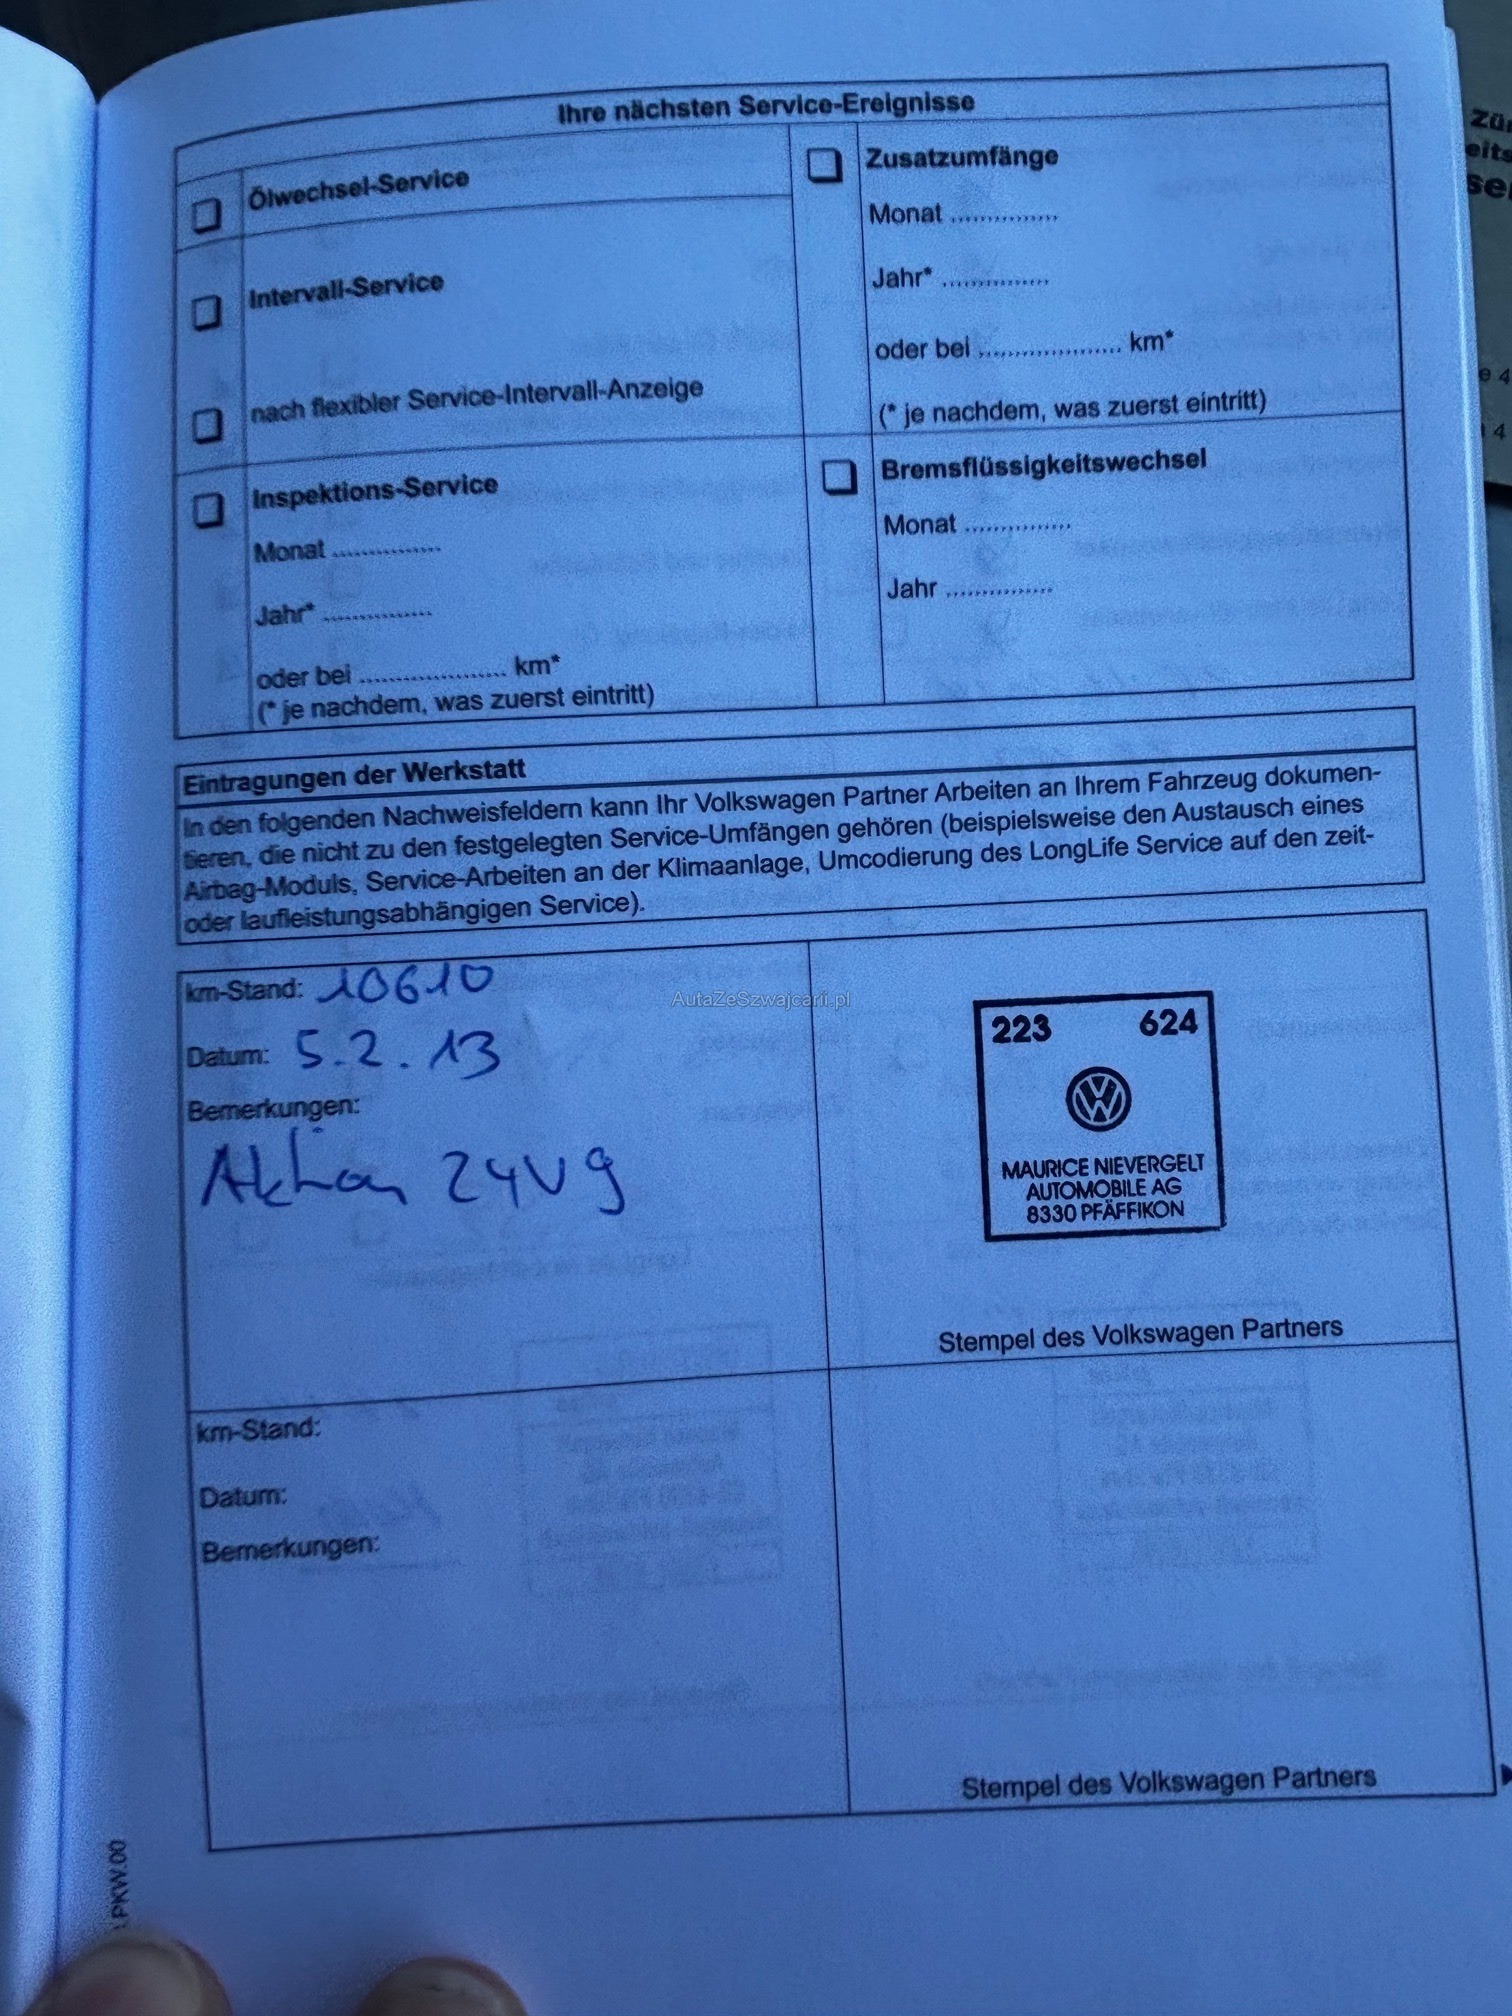 Ihre nächsten Service-Ereignisse
Ölwechsel-Service
Intervall-Service
nach flexibler Service-Intervall-Anzeige
Zusatzumfänge
Monat ...............
Jahr* ...............
oder bei .................... km*
(* je nachdem, was zuerst eintritt)
Inspektions-Service
Monat ...............
Jahr* ...............
oder bei .................... km*
(* je nachdem, was zuerst eintritt)
Bremsflüssigkeitswechsel
Monat ...............
Jahr ...............
Eintragungen der Werkstatt
In den folgenden Nachweisfeldern kann Ihr Volkswagen Partner Arbeiten an Ihrem Fahrzeug dokumen-
tieren, die nicht zu den festgelegten Service-Umfängen gehören (beispielsweise den Austausch eines
Airbag-Moduls, Service-Arbeiten an der Klimaanlage, Umcodierung des LongLife Service auf den zeit-
oder laufleistungsabhängigen Service).
km-Stand: 10610
Datum: 5.2.13
Bemerkungen:
Aktion 24V9
AutaZeSzwajcarii.pl
223 624
MAURICE NIEVERGELT
AUTOMOBILE AG
8330 PFÄFFIKON
Stempel des Volkswagen Partners
km-Stand:
Datum:
Bemerkungen:
Stempel des Volkswagen Partners
PKW.00